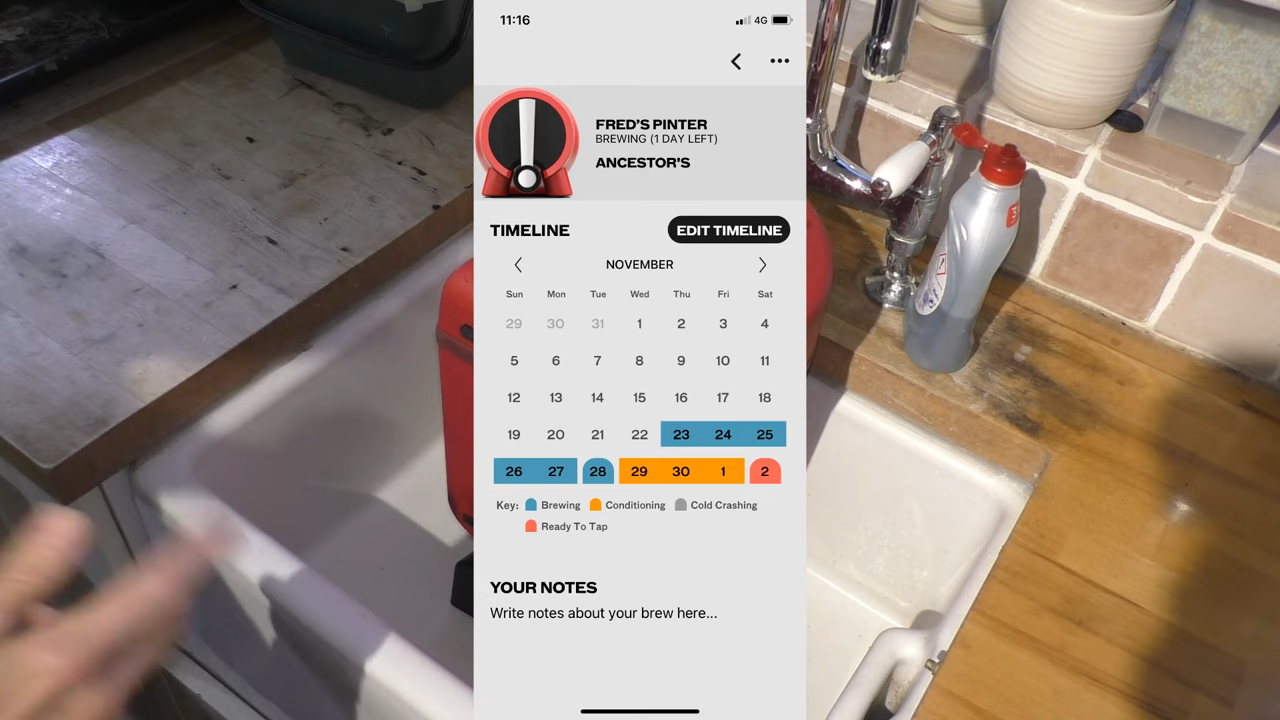 11:16
4G
FRED'S PINTER
BREWING (1 DAY LEFT)
ANCESTOR'S
TIMELINE
EDIT TIMELINE
NOVEMBER
Sun Mon Tue Wed Thu Fri Sat
29 30 31 1 2 3 4
5 6 7 8 9 10 11
12 13 14 15 16 17 18
19 20 21 22 23 24 25
26 27 28 29 30 1 2
Key: Brewing Conditioning Cold Crashing
Ready To Tap
YOUR NOTES
Write notes about your brew here...